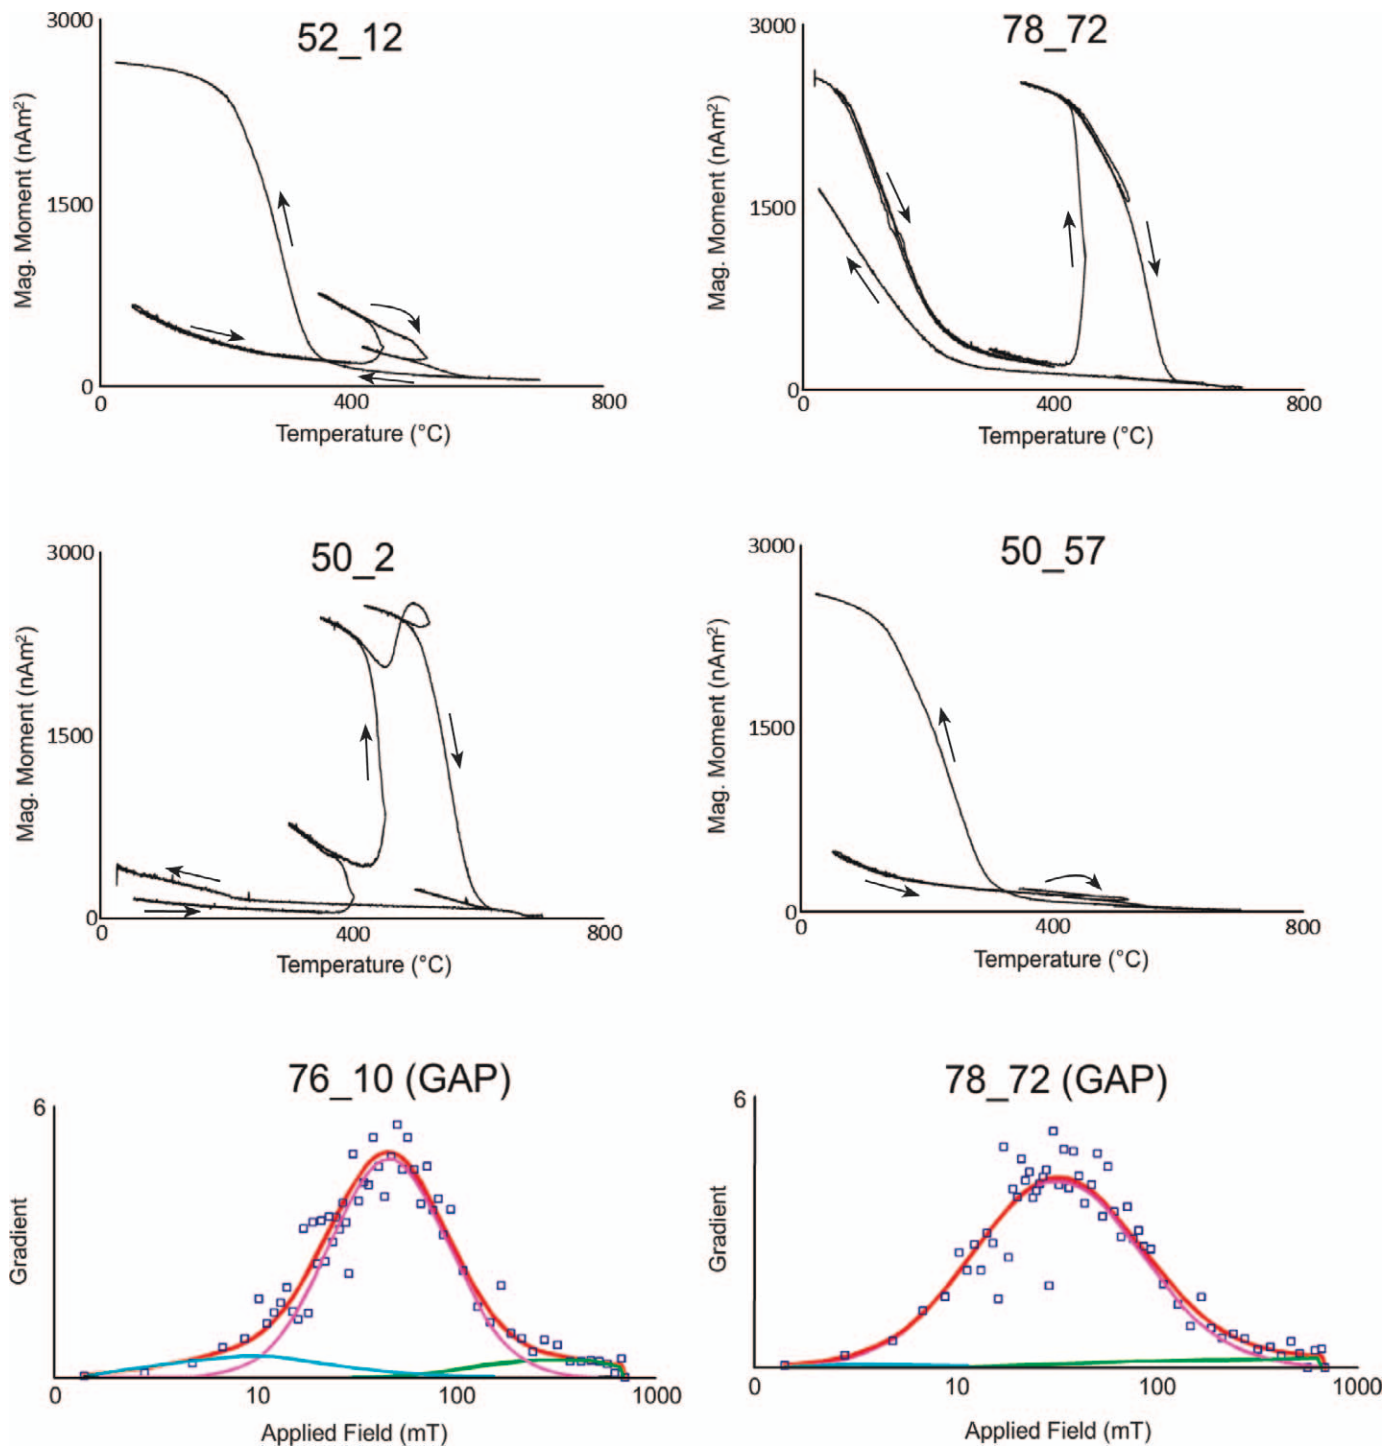 52_12
3000
1500
0
0
400
800
Mag. Moment (nAm²)
Temperature (°C)
78_72
3000
1500
0
0
400
800
Mag. Moment (nAm²)
Temperature (°C)
50_2
3000
1500
0
0
400
800
Mag. Moment (nAm²)
Temperature (°C)
50_57
3000
1500
0
0
400
800
Mag. Moment (nAm²)
Temperature (°C)
76_10 (GAP)
6
Gradient
0
10
100
1000
Applied Field (mT)
78_72 (GAP)
6
Gradient
0
10
100
1000
Applied Field (mT)